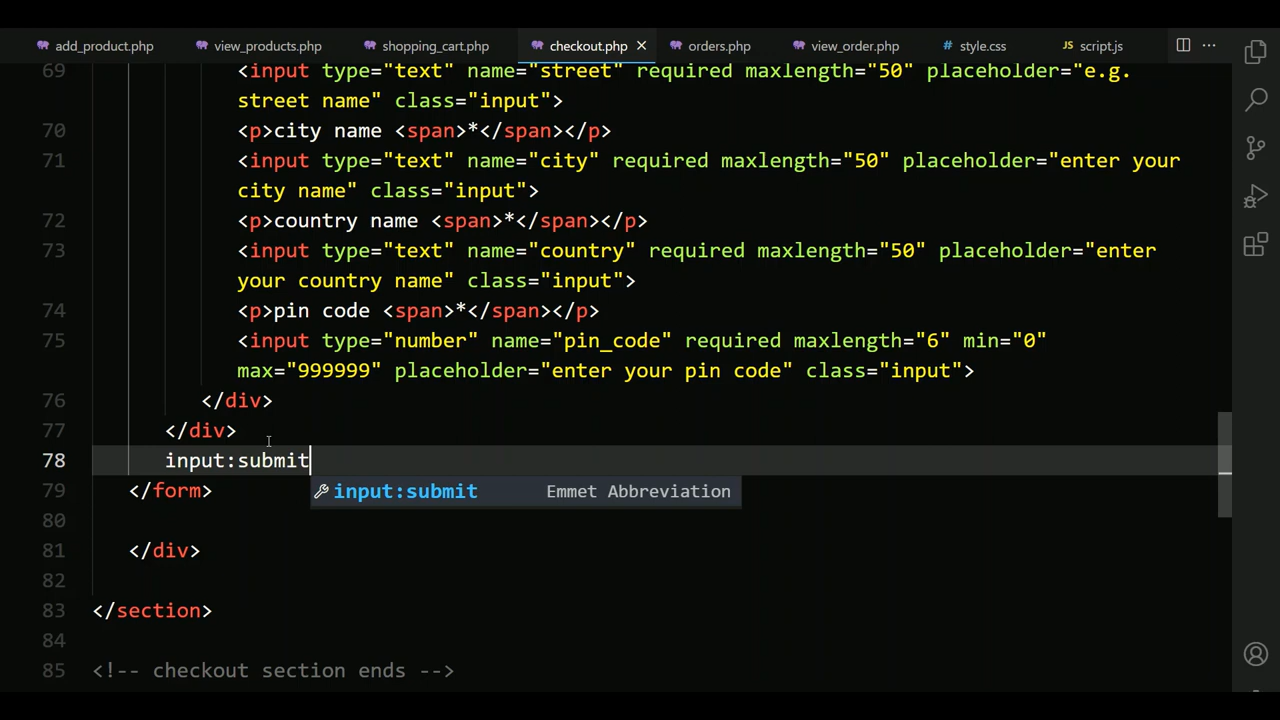 add_product.php view_products.php shopping_cart.php checkout.php orders.php view_order.php # style.css JS script.js
69 <input type="text" name="street" required maxlength="50" placeholder="e.g.
street name" class="input">
70 <p>city name <span>*</span></p>
71 <input type="text" name="city" required maxlength="50" placeholder="enter your
city name" class="input">
72 <p>country name <span>*</span></p>
73 <input type="text" name="country" required maxlength="50" placeholder="enter
your country name" class="input">
74 <p>pin code <span>*</span></p>
75 <input type="number" name="pin_code" required maxlength="6" min="0"
max="999999" placeholder="enter your pin code" class="input">
76 </div>
77 </div>
78 input:submit
79 </form>
input:submit Emmet Abbreviation
80
81 </div>
82
83 </section>
84
85 <!-- checkout section ends -->